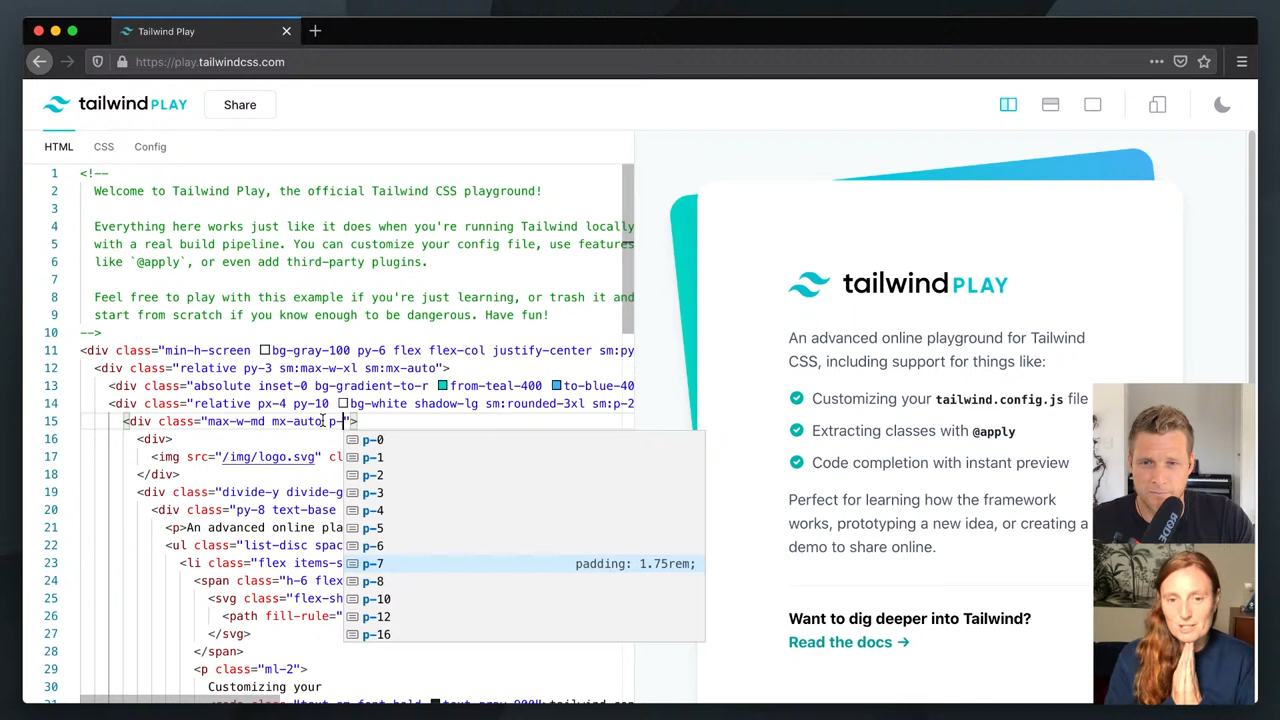 Tailwind Play
https://play.tailwindcss.com
tailwind PLAY
Share
HTML
CSS
Config
1 <!--
2 Welcome to Tailwind Play, the official Tailwind CSS playground!
3
4 Everything here works just like it does when you're running Tailwind locally
5 with a real build pipeline. You can customize your config file, use features
6 like `@apply`, or even add third-party plugins.
7
8 Feel free to play with this example if you're just learning, or trash it and
9 start from scratch if you know enough to be dangerous. Have fun!
10 -->
11 <div class="min-h-screen bg-gray-100 py-6 flex flex-col justify-center sm:py
12 <div class="relative py-3 sm:max-w-xl sm:mx-auto">
13 <div class="absolute inset-0 bg-gradient-to-r from-teal-400 to-blue-40
14 <div class="relative px-4 py-10 bg-white shadow-lg sm:rounded-3xl sm:p-2
15 <div class="max-w-md mx-auto p-">
16 <div>
17 <img src="/img/logo.svg" cl
18 </div>
19 <div class="divide-y divide-g
20 <div class="py-8 text-base
21 <p>An advanced online pla
22 <ul class="list-disc spac
23 <li class="flex items-s
24 <span class="h-6 flex
25 <svg class="flex-sh
26 <path fill-rule="
27 </svg>
28 </span>
29 <p class="ml-2">
30 Customizing your
p-0
p-1
p-2
p-3
p-4
p-5
p-6
p-7 padding: 1.75rem;
p-8
p-10
p-12
p-16
tailwind PLAY
An advanced online playground for Tailwind
CSS, including support for things like:
Customizing your tailwind.config.js file
Extracting classes with @apply
Code completion with instant preview
Perfect for learning how the framework
works, prototyping a new idea, or creating a
demo to share online.
Want to dig deeper into Tailwind?
Read the docs →
RODE